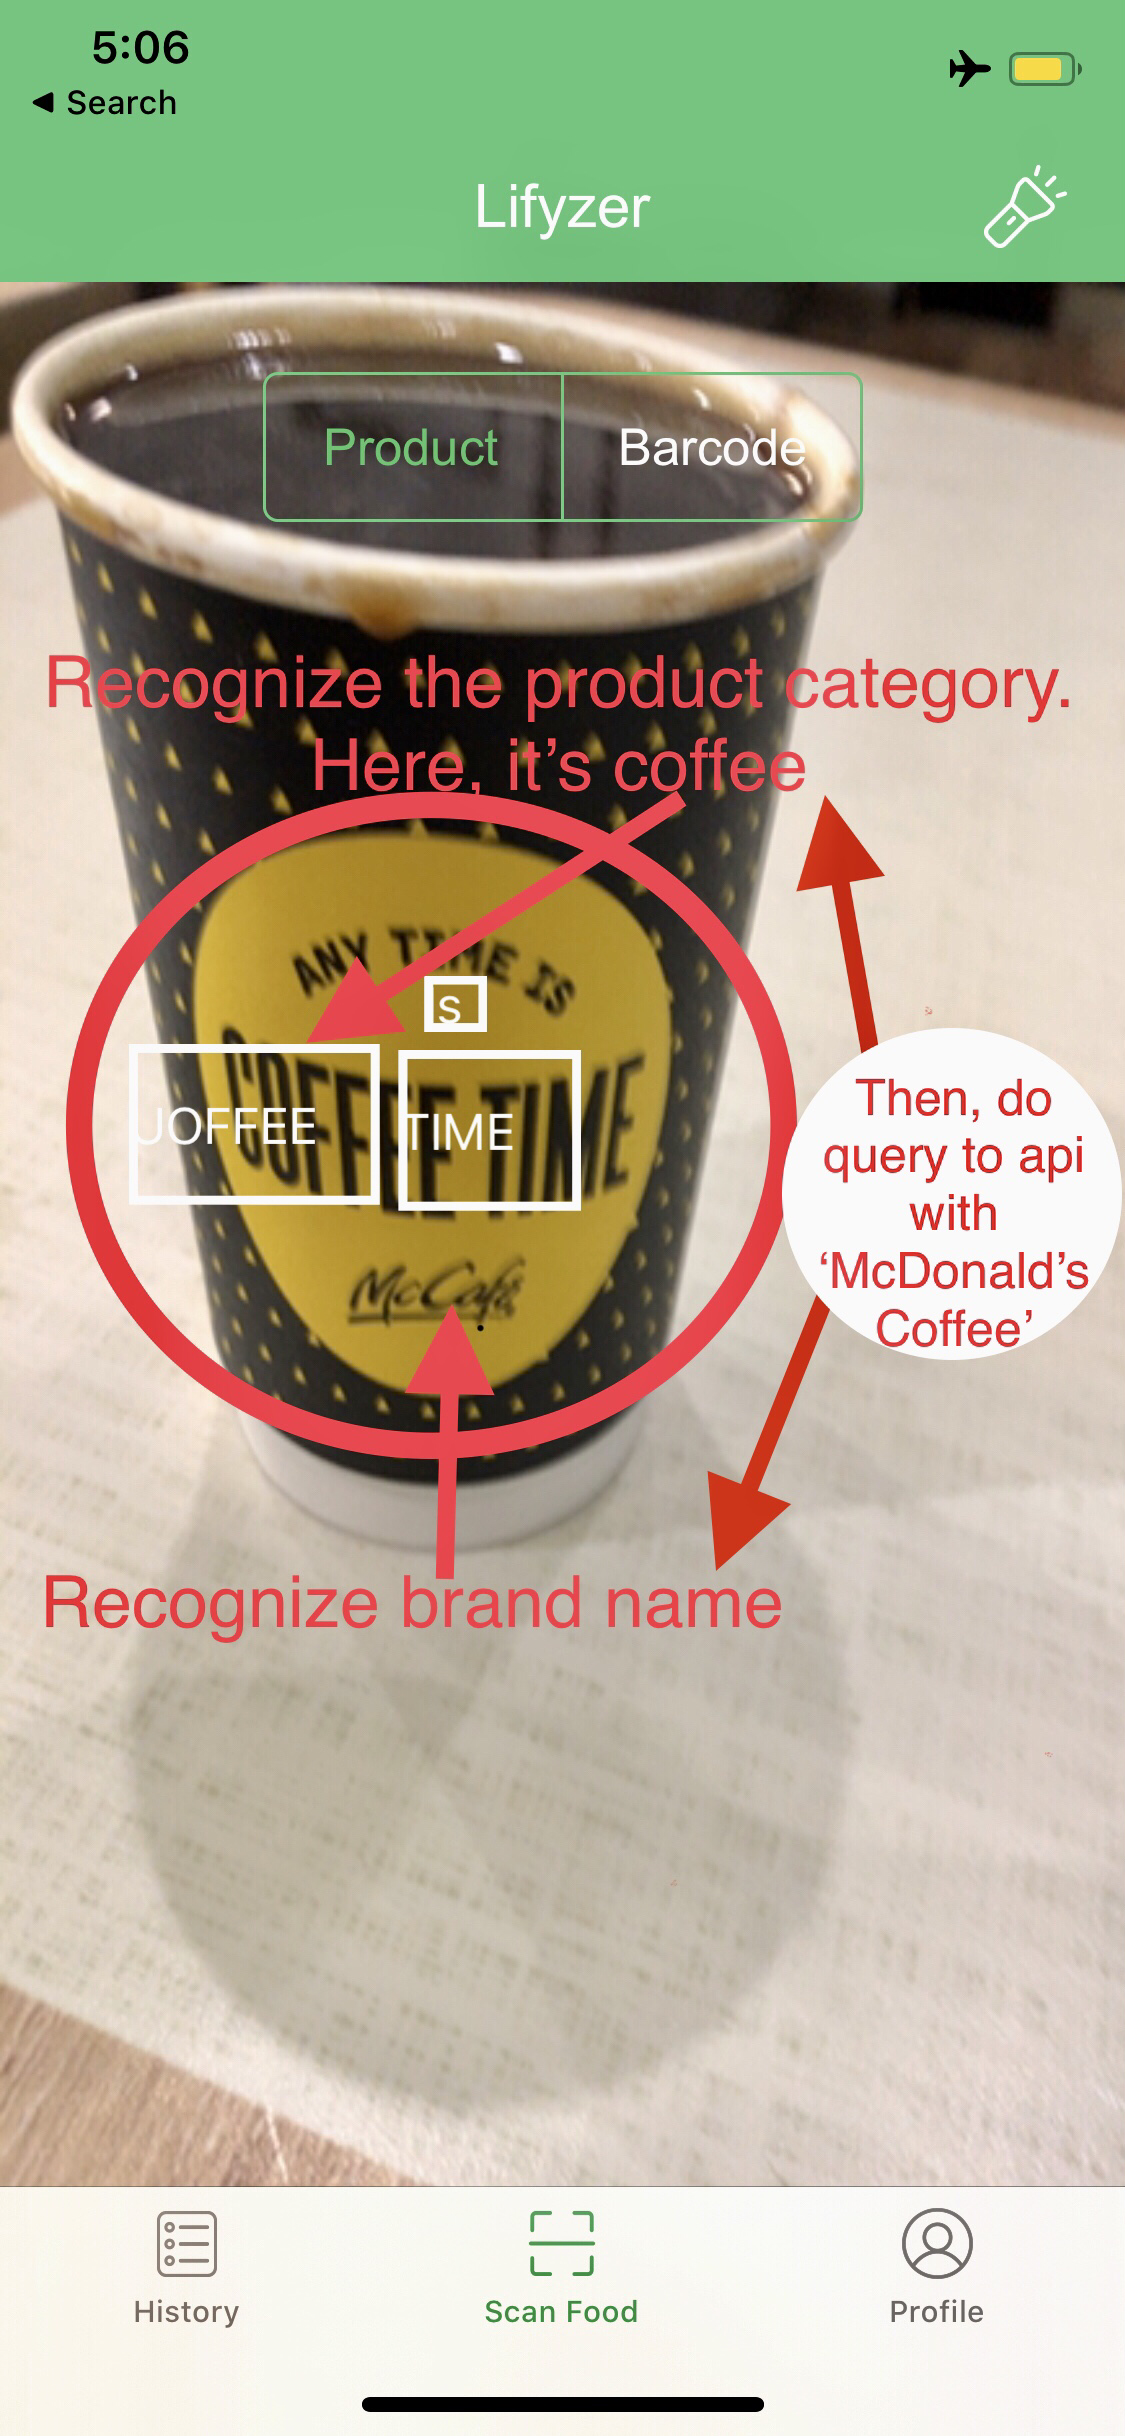 5:06
◀ Search
Lifyzer
Product
Barcode
Recognize the product category.
Here, it’s coffee
ANY TIME IS
S
COFFEE TIME
JOFFEE
TIME
McCafé
Then, do
query to api
with
‘McDonald’s
Coffee’
Recognize brand name
History
Scan Food
Profile